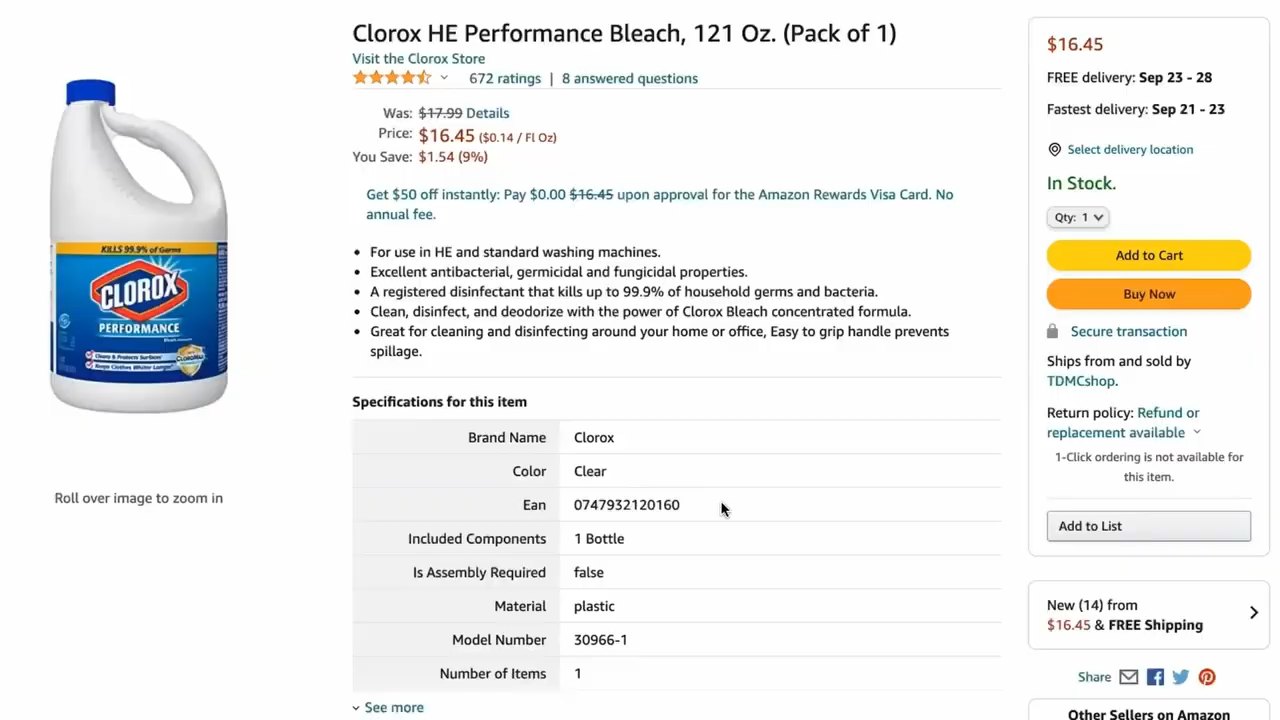 Clorox HE Performance Bleach, 121 Oz. (Pack of 1)
Visit the Clorox Store
672 ratings | 8 answered questions
Was: $17.99 Details
Price: $16.45 ($0.14 / Fl Oz)
You Save: $1.54 (9%)
Get $50 off instantly: Pay $0.00 $16.45 upon approval for the Amazon Rewards Visa Card. No
annual fee.
• For use in HE and standard washing machines.
• Excellent antibacterial, germicidal and fungicidal properties.
• A registered disinfectant that kills up to 99.9% of household germs and bacteria.
• Clean, disinfect, and deodorize with the power of Clorox Bleach concentrated formula.
• Great for cleaning and disinfecting around your home or office, Easy to grip handle prevents
spillage.
KILLS 99.9% of Germs
CLOROX
PERFORMANCE
Cleans & Protects Surfaces
Keeps Clothes Whiter Longer
CLOROMAX
Roll over image to zoom in
Specifications for this item
Brand Name Clorox
Color Clear
Ean 0747932120160
Included Components 1 Bottle
Is Assembly Required false
Material plastic
Model Number 30966-1
Number of Items 1
See more
$16.45
FREE delivery: Sep 23 - 28
Fastest delivery: Sep 21 - 23
Select delivery location
In Stock.
Qty: 1
Add to Cart
Buy Now
Secure transaction
Ships from and sold by
TDMCshop.
Return policy: Refund or
replacement available
1-Click ordering is not available for
this item.
Add to List
New (14) from
$16.45 & FREE Shipping
Share
Other Sellers on Amazon